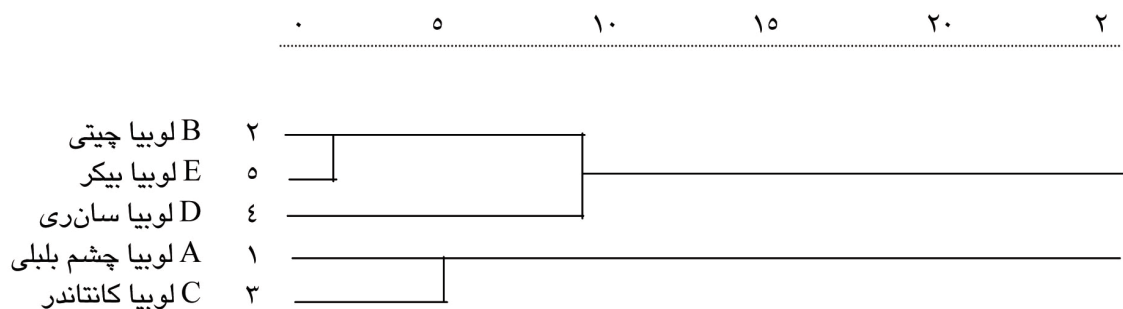 ۰ ۵ ۱۰ ۱۵ ۲۰ ۲
لوبیا چیتی B ۲
لوبیا بیکر E ۵
لوبیا سان‌ری D ٤
لوبیا چشم بلبلی A ۱
لوبیا کانتاندر C ۳